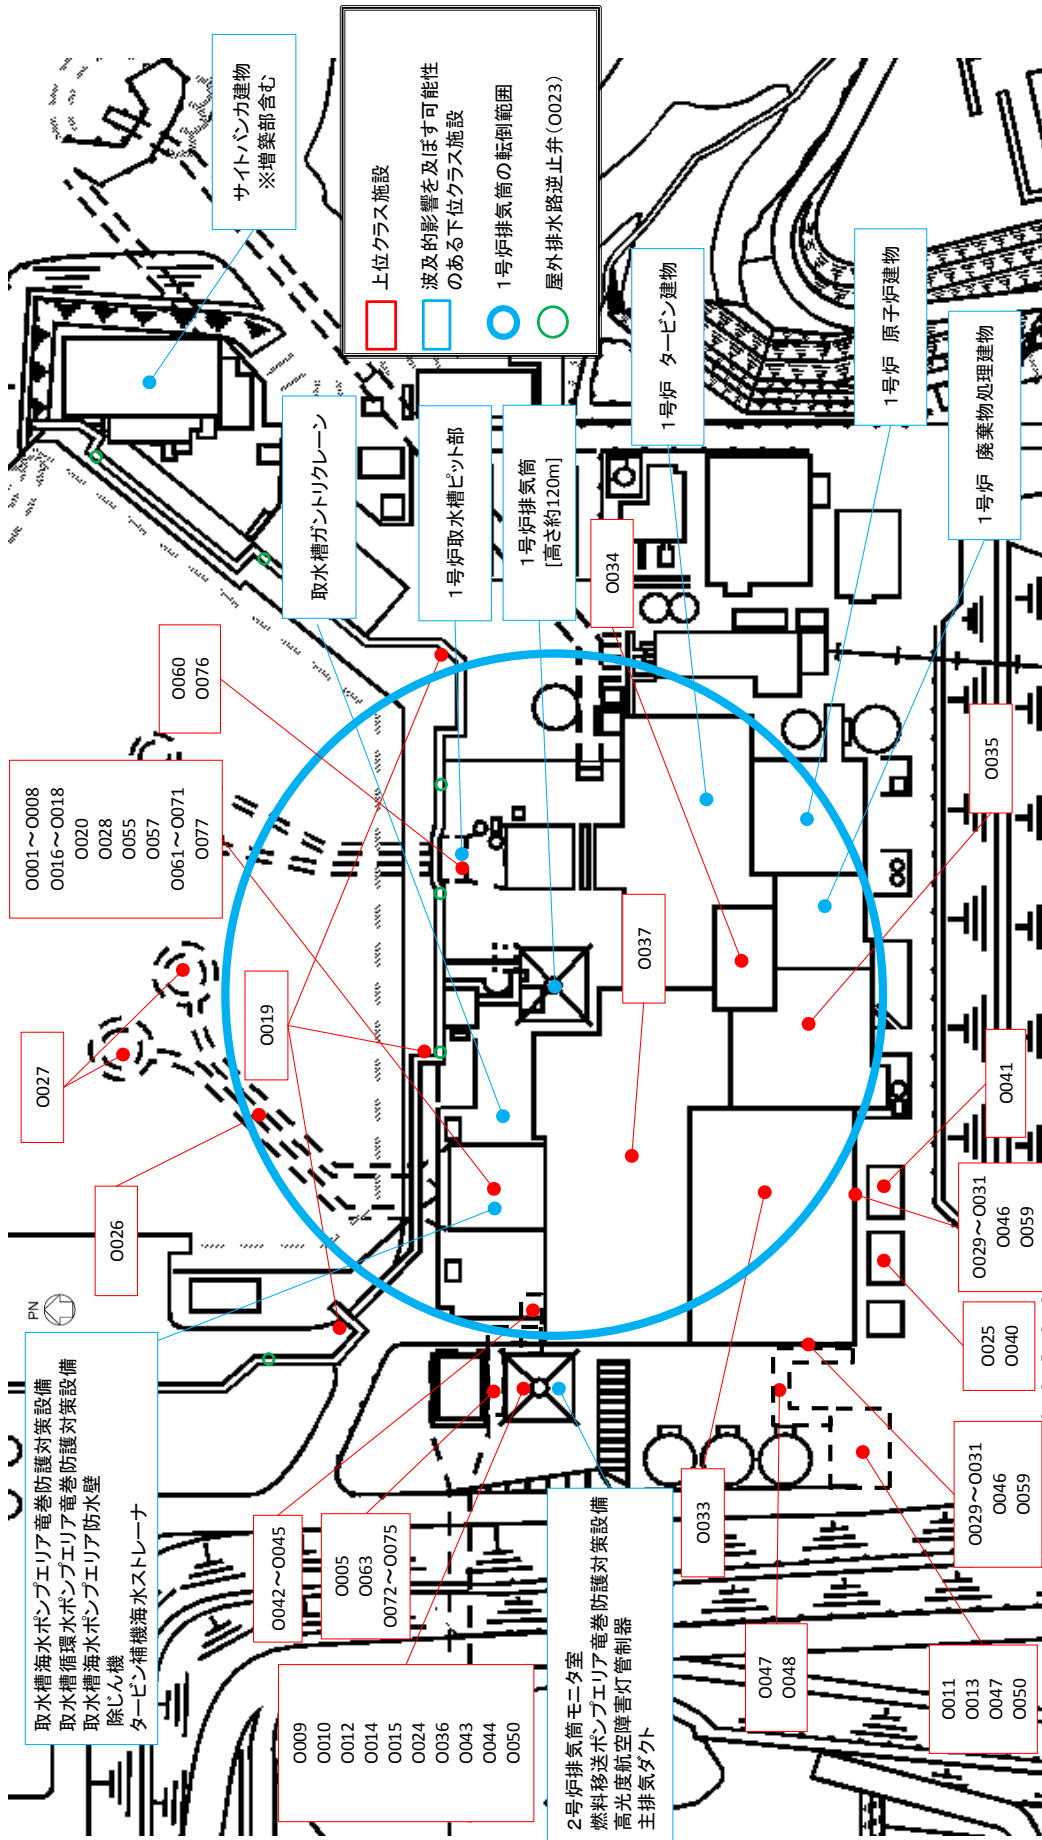 サイトバンカ建物
※増築部含む
上位クラス施設
波及的影響を及ぼす可能性
のある下位クラス施設
1号炉排気筒の転倒範囲
屋外排水路逆止弁(O023)
取水槽ガントリクレーン
1号炉取水槽ピット部
1号炉排気筒
[高さ約120m]
1号炉 タービン建物
1号炉 原子炉建物
1号炉 廃棄物処理建物
O034
O060
O076
O001～O008
O016～O018
O020
O028
O055
O057
O061～O071
O077
O035
O037
O019
O027
O026
O041
O029～O031
O046
O059
O025
O040
PN
取水槽海水ポンプエリア竜巻防護対策設備
取水槽循環水ポンプエリア竜巻防護対策設備
取水槽海水ポンプエリア防水壁
除じん機
タービン補機海水ストレーナ
O042～O045
O005
O063
O072～O075
O009
O010
O012
O014
O015
O024
O036
O043
O044
O050
2号炉排気筒モニタ室
燃料移送ポンプエリア竜巻防護対策設備
高光度航空障害灯管制器
主排気ダクト
O033
O047
O048
O029～O031
O046
O059
O011
O013
O047
O050